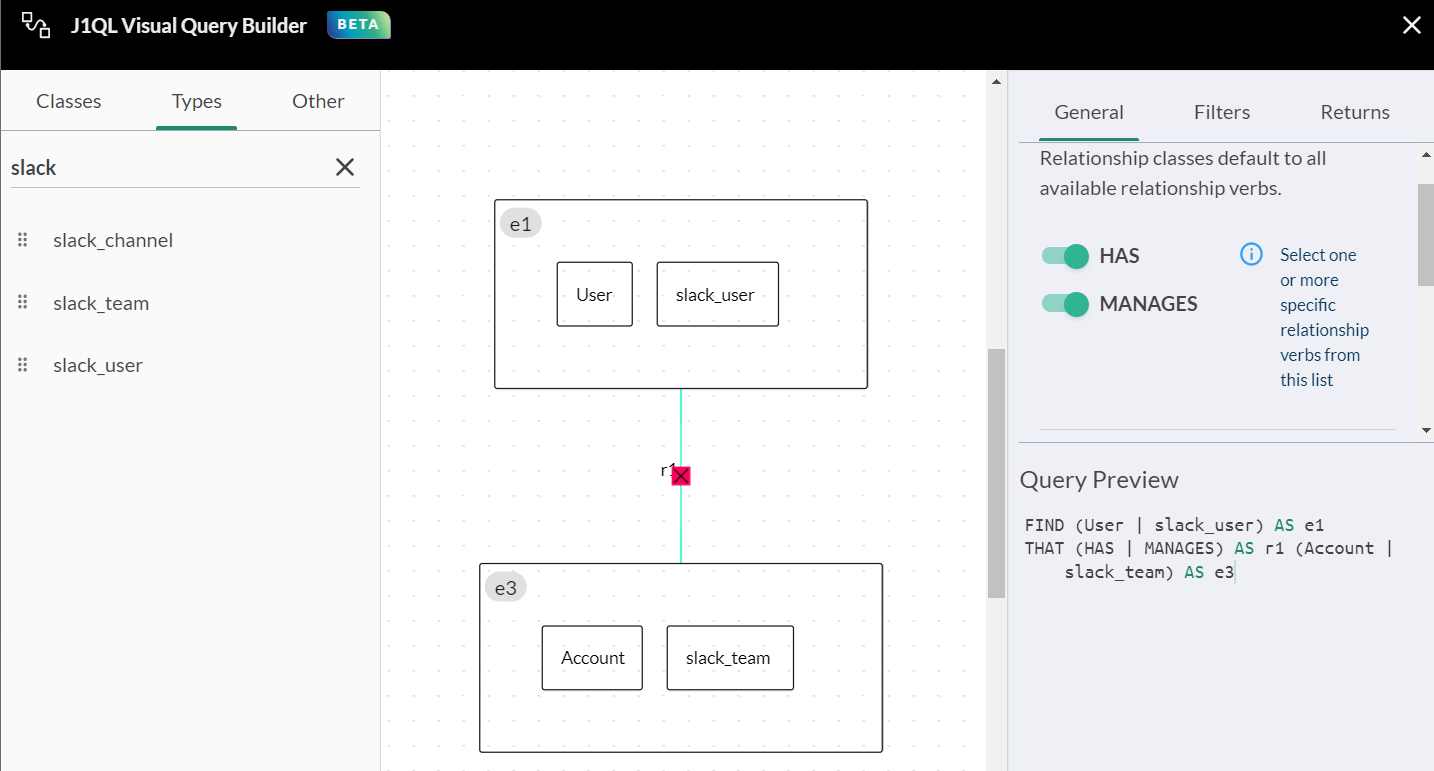 J1QL Visual Query Builder
BETA
Classes
Types
Other
slack
slack_channel
slack_team
slack_user
e1
User
slack_user
r1
e3
Account
slack_team
General
Filters
Returns
Relationship classes default to all
available relationship verbs.
HAS
MANAGES
Select one
or more
specific
relationship
verbs from
this list
Query Preview
FIND (User | slack_user) AS e1
THAT (HAS | MANAGES) AS r1 (Account |
slack_team) AS e3